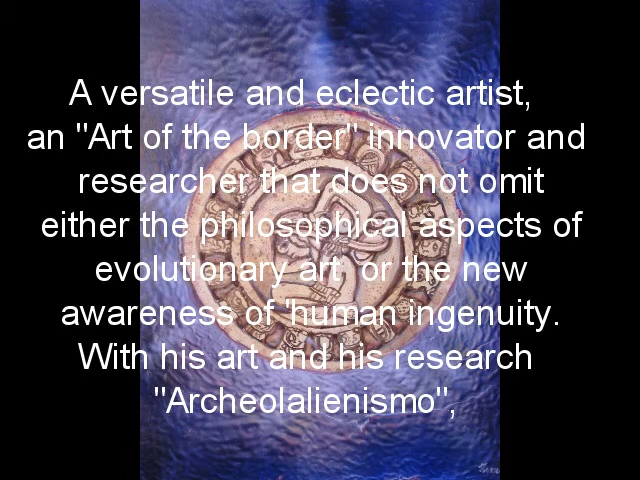 A versatile and eclectic artist,
an "Art of the border" innovator and
researcher that does not omit
either the philosophical aspects of
evolutionary art  or the new
awareness of 'human ingenuity.
With his art and his research
"Archeolalienismo",